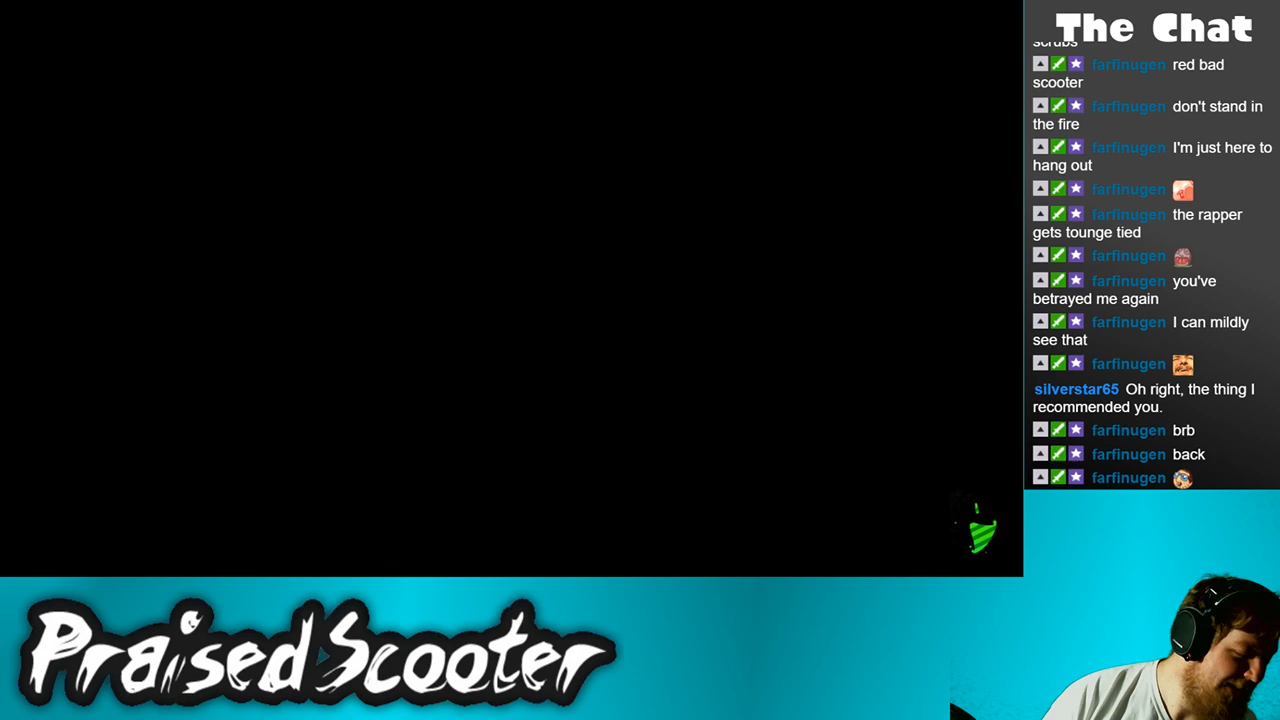 The Chat
scrubs
farfinugen red bad
scooter
farfinugen don't stand in
the fire
farfinugen I'm just here to
hang out
farfinugen
farfinugen the rapper
gets tounge tied
farfinugen
farfinugen you've
betrayed me again
farfinugen I can mildly
see that
farfinugen
silverstar65 Oh right, the thing I
recommended you.
farfinugen brb
farfinugen back
farfinugen
PraisedScooter